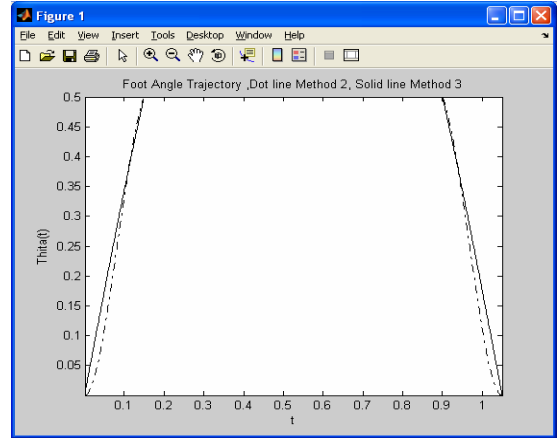 Figure 1
File Edit View Insert Tools Desktop Window Help
Foot Angle Trajectory ,Dot line Method 2, Solid line Method 3
0.5
0.45
0.4
0.35
0.3
0.25
0.2
0.15
0.1
0.05
Thita(t)
0.1 0.2 0.3 0.4 0.5 0.6 0.7 0.8 0.9 1
t